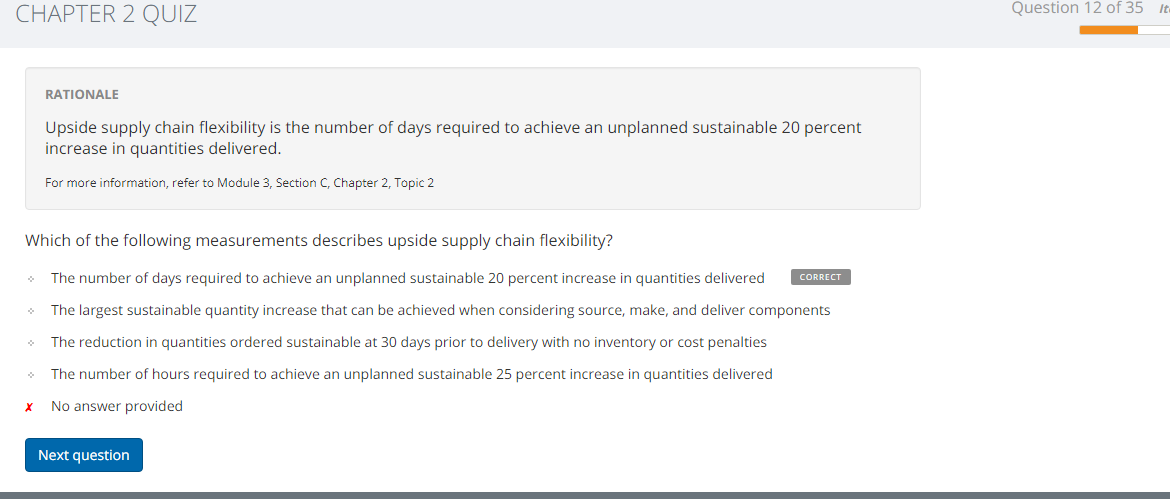 CHAPTER 2 QUIZ
Question 12 of 35
RATIONALE
Upside supply chain flexibility is the number of days required to achieve an unplanned sustainable 20 percent
increase in quantities delivered.
For more information, refer to Module 3, Section C, Chapter 2, Topic 2
Which of the following measurements describes upside supply chain flexibility?
The number of days required to achieve an unplanned sustainable 20 percent increase in quantities delivered CORRECT
The largest sustainable quantity increase that can be achieved when considering source, make, and deliver components
The reduction in quantities ordered sustainable at 30 days prior to delivery with no inventory or cost penalties
The number of hours required to achieve an unplanned sustainable 25 percent increase in quantities delivered
✗ No answer provided
Next question